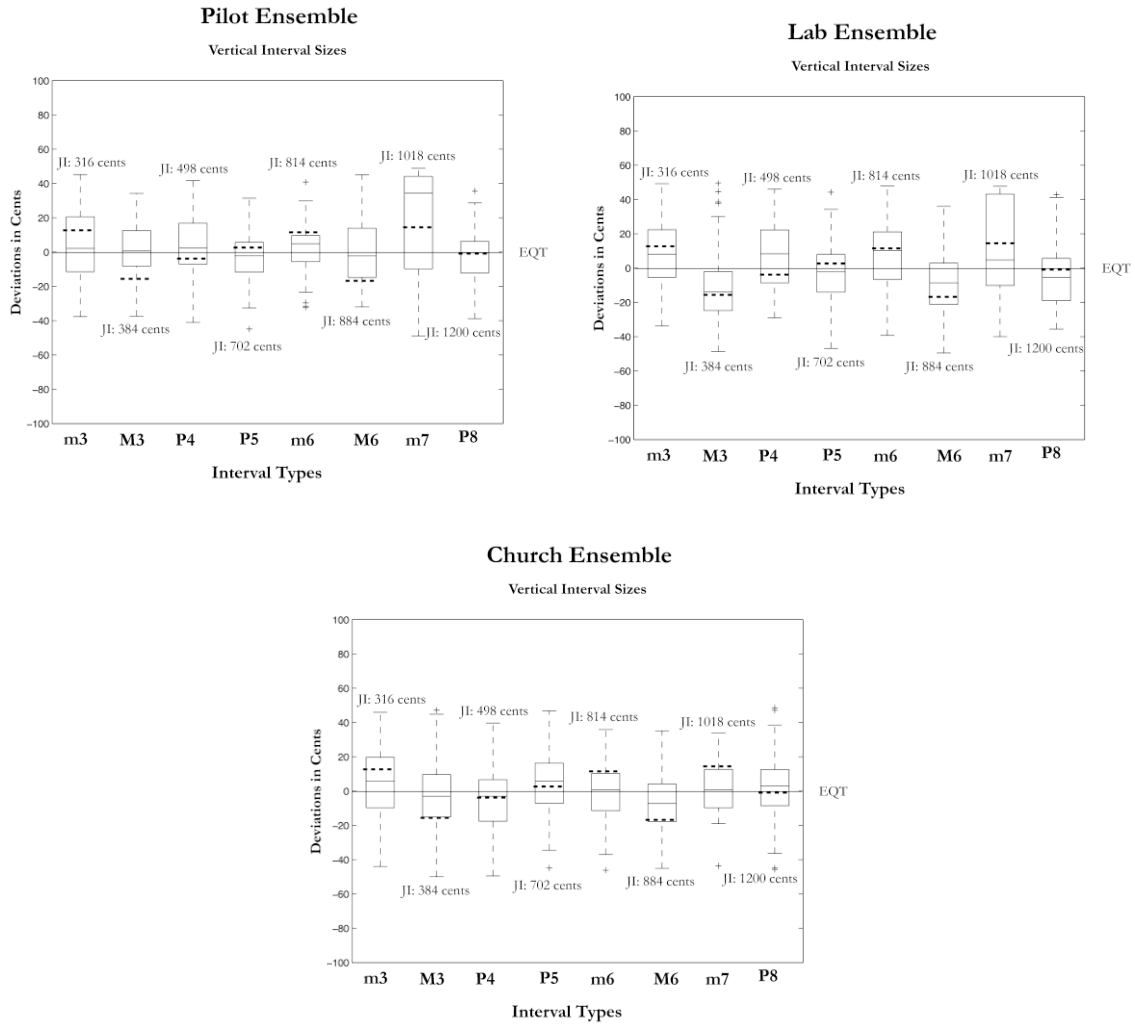 Pilot Ensemble
Vertical Interval Sizes
100
80
60
40
20
0
−20
−40
−60
−80
−100
Deviations in Cents
JI: 316 cents
JI: 498 cents
JI: 814 cents
JI: 1018 cents
JI: 384 cents
JI: 702 cents
JI: 884 cents
JI: 1200 cents
EQT
m3 M3 P4 P5 m6 M6 m7 P8
Interval Types
Lab Ensemble
Vertical Interval Sizes
100
80
60
40
20
0
−20
−40
−60
−80
−100
Deviations in Cents
JI: 316 cents
JI: 498 cents
JI: 814 cents
JI: 1018 cents
JI: 384 cents
JI: 702 cents
JI: 884 cents
JI: 1200 cents
EQT
m3 M3 P4 P5 m6 M6 m7 P8
Interval Types
Church Ensemble
Vertical Interval Sizes
100
80
60
40
20
0
−20
−40
−60
−80
−100
Deviations in Cents
JI: 316 cents
JI: 498 cents
JI: 814 cents
JI: 1018 cents
JI: 384 cents
JI: 702 cents
JI: 884 cents
JI: 1200 cents
EQT
m3 M3 P4 P5 m6 M6 m7 P8
Interval Types